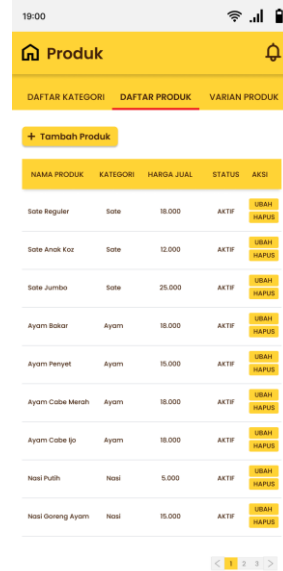 19:00
Produk
DAFTAR KATEGORI DAFTAR PRODUK VARIAN PRODUK
+ Tambah Produk
NAMA PRODUK KATEGORI HARGA JUAL STATUS AKSI
Sate Reguler Sate 18.000 AKTIF UBAH HAPUS
Sate Anak Koz Sate 12.000 AKTIF UBAH HAPUS
Sate Jumbo Sate 25.000 AKTIF UBAH HAPUS
Ayam Bakar Ayam 18.000 AKTIF UBAH HAPUS
Ayam Penyet Ayam 15.000 AKTIF UBAH HAPUS
Ayam Cabe Merah Ayam 18.000 AKTIF UBAH HAPUS
Ayam Cabe Ijo Ayam 18.000 AKTIF UBAH HAPUS
Nasi Putih Nasi 5.000 AKTIF UBAH HAPUS
Nasi Goreng Ayam Nasi 15.000 AKTIF UBAH HAPUS
< 1 2 3 >